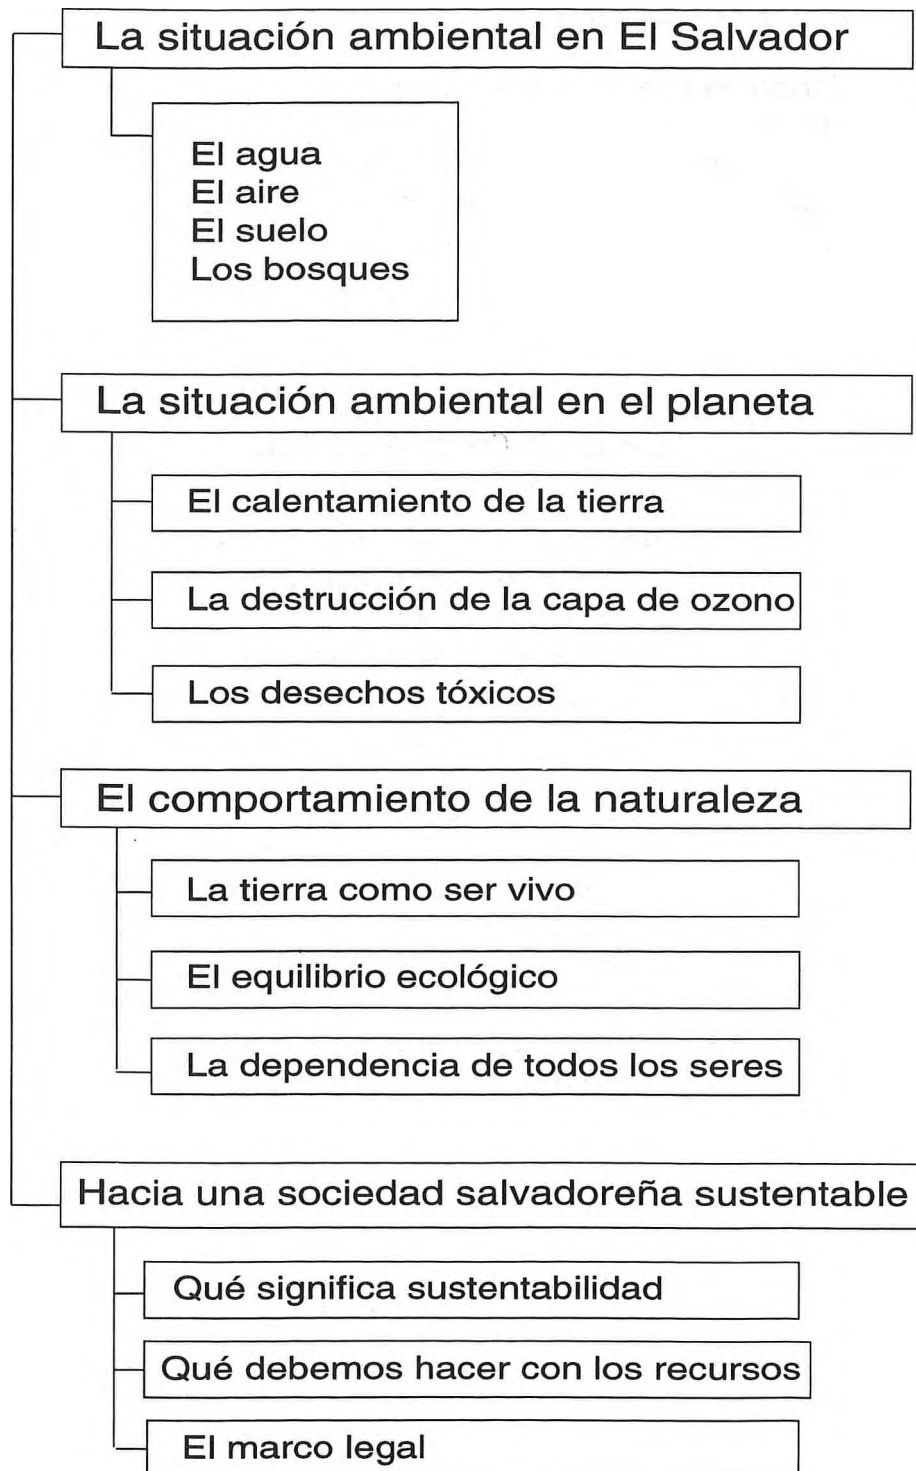 La situación ambiental en El Salvador
El agua
El aire
El suelo
Los bosques
La situación ambiental en el planeta
El calentamiento de la tierra
La destrucción de la capa de ozono
Los desechos tóxicos
El comportamiento de la naturaleza
La tierra como ser vivo
El equilibrio ecológico
La dependencia de todos los seres
Hacia una sociedad salvadoreña sustentable
Qué significa sustentabilidad
Qué debemos hacer con los recursos
El marco legal